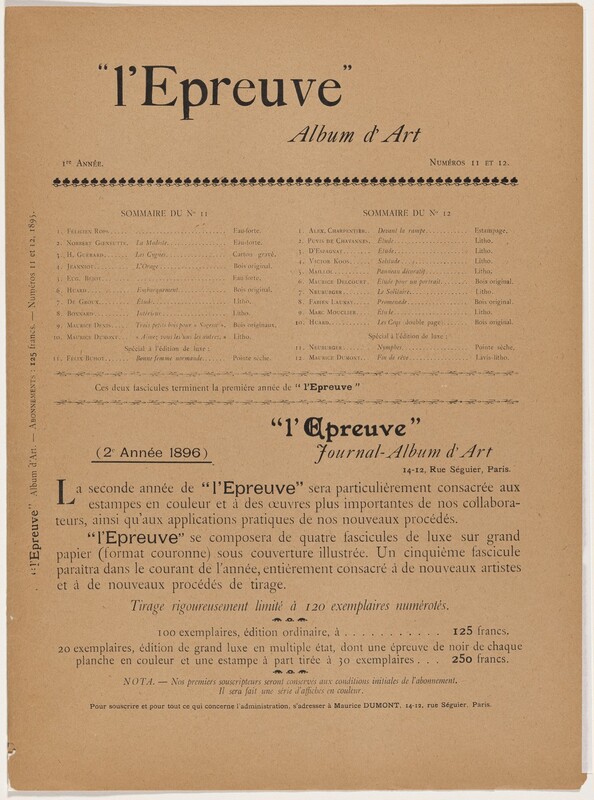 "l'Epreuve"
Album d'Art
1re Année. Numéros 11 et 12.
SOMMAIRE DU No 11
1. Félicien Rops Eau-forte.
2. Norbert Gœneutte. La Modiste Eau-forte.
3. H. Guérard. Les Cygnes Carton gravé.
4. Jeanniot. L'Orage Bois original.
5. Eug. Béjot. Eau-forte.
6. Huard. Embarquement Bois original.
7. De Groux. Étude Litho.
8. Bonnard. Intérieur Litho.
9. Maurice Denis. Trois petits bois pour « Bois originaux.
10. Maurice Dumont. Litho.
Spécial à l'édition de luxe :
11. Félix Buhot. Bonne femme normande Pointe sèche.
SOMMAIRE DU No 12
1. Alex. Charpentier. Devant la rampe Estampage.
2. Puvis de Chavannes. Étude Litho.
3. D'Espagnat. Étude Litho.
4. Victor Koos. Solitude Litho.
5. Maillol. Panneau décoratif Litho.
6. Maurice Delcourt. Étude pour un portrait Bois original.
7. Neuburger. Le Solitaire Litho.
8. Fabien Launay. Promenade Bois original.
9. Marc Mouclier. Étude Litho.
10. Huard. Les Coqs (double page) Bois original.
Spécial à l'édition de luxe :
11. Neuburger. Nymphes Pointe sèche.
12. Maurice Dumont. Fin de rêve Lavis-litho.
Ces deux fascicules terminent la première année de "l'Epreuve"
"l'Epreuve"
(2e Année 1896) Journal-Album d'Art
14-12, Rue Séguier, Paris.
La seconde année de "l'Epreuve" sera particulièrement consacrée aux
estampes en couleur et à des œuvres plus importantes de nos collabora-
teurs, ainsi qu'aux applications pratiques de nos nouveaux procédés.
"l'Epreuve" se composera de quatre fascicules de luxe sur grand
papier (format couronne) sous couverture illustrée. Un cinquième fascicule
paraîtra dans le courant de l'année, entièrement consacré à de nouveaux artistes
et à de nouveaux procédés de tirage.
Tirage rigoureusement limité à 120 exemplaires numérotés.
100 exemplaires, édition ordinaire, à . . . . . . . . . . . 125 francs.
20 exemplaires, édition de grand luxe en multiple état, dont une épreuve de noir de chaque
planche en couleur et une estampe à part tirée à 30 exemplaires . . . 250 francs.
NOTA. — Nos premiers souscripteurs seront conservés aux conditions initiales de l'abonnement. —
Il sera fait une série d'affiches en couleur.
Pour souscrire et pour tout ce qui concerne l'administration, s'adresser à Maurice DUMONT, 14-12, rue Séguier, Paris.
"l'Epreuve" Album d'Art. — Abonnements : 125 francs. — Numéros 11 et 12, 1895.